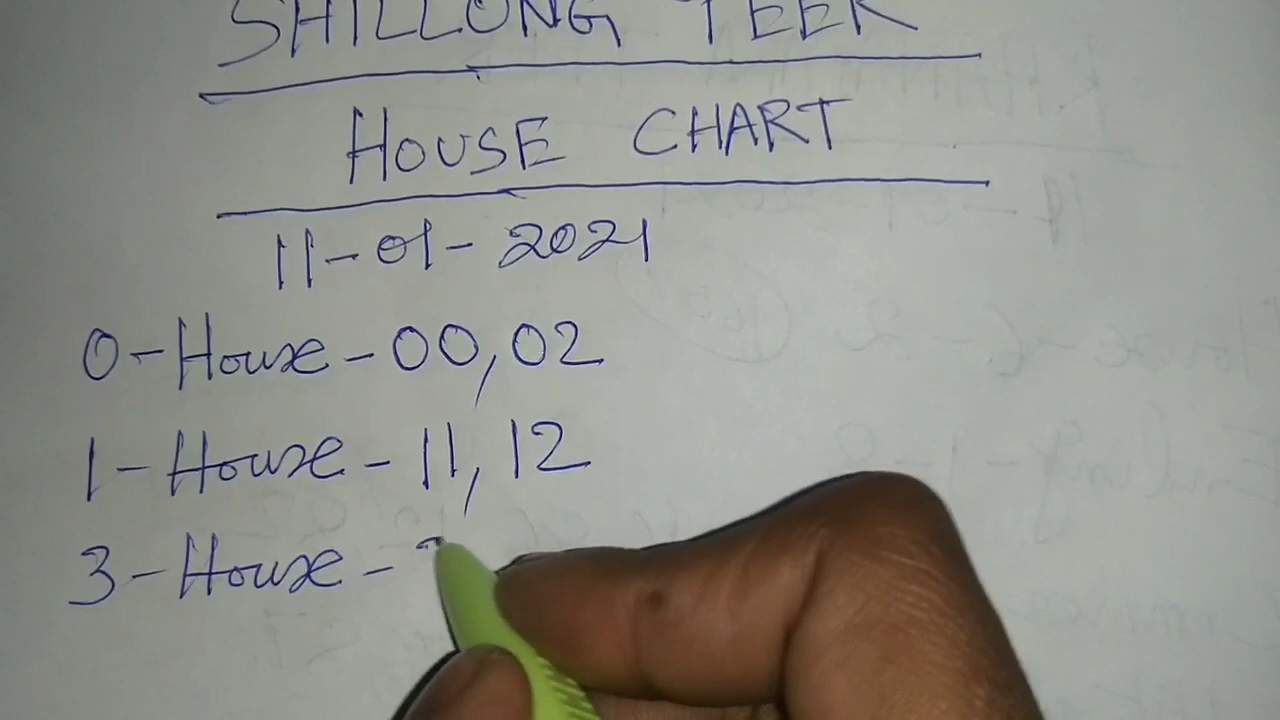 SHILLONG TEER
HOUSE CHART
11-01-2021
0-House-00,02
1-House-11,12
3-House-